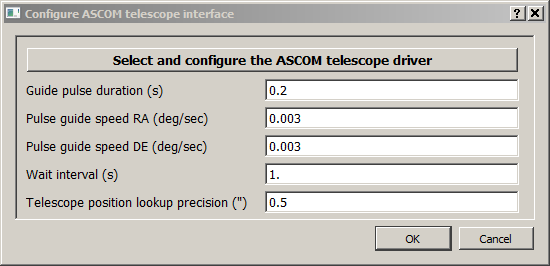 Configure ASCOM telescope interface
Select and configure the ASCOM telescope driver
Guide pulse duration (s) 0.2
Pulse guide speed RA (deg/sec) 0.003
Pulse guide speed DE (deg/sec) 0.003
Wait interval (s) 1.
Telescope position lookup precision (") 0.5
OK Cancel